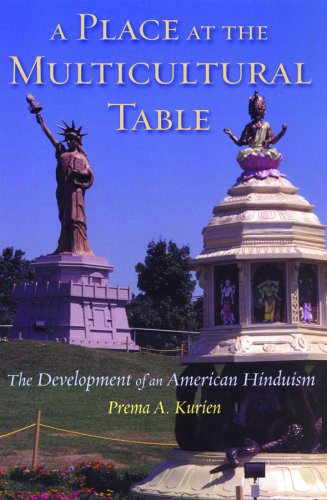 A PLACE AT THE
MULTICULTURAL
TABLE
The Development of an American Hinduism
Prema A. Kurien